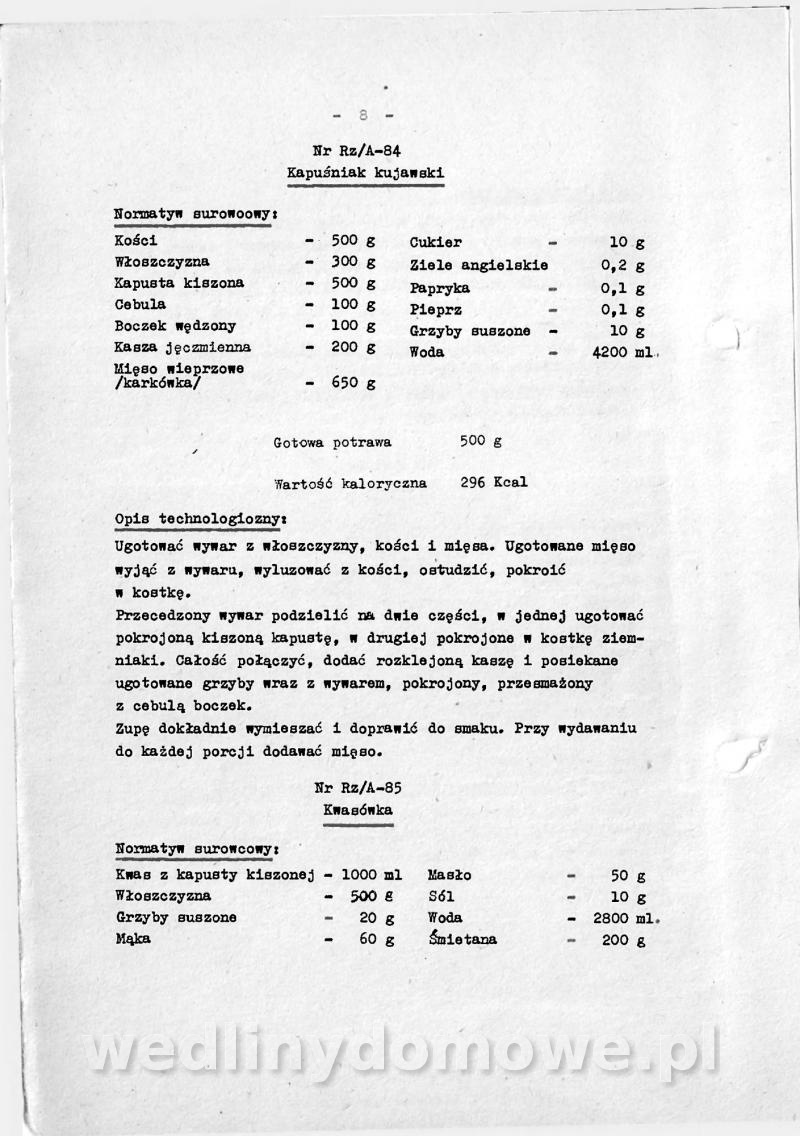 - 8 -
Nr Rz/A-84
Kapuśniak kujawski
Normatyw surowoowy:
Kości - 500 g Cukier - 10 g
Włoszczyzna - 300 g Ziele angielskie 0,2 g
Kapusta kiszona - 500 g Papryka - 0,1 g
Cebula - 100 g Pieprz - 0,1 g
Boczek wędzony - 100 g Grzyby suszone - 10 g
Kasza jęczmienna - 200 g Woda - 4200 ml.
Mięso wieprzowe
/karkówka/ - 650 g
Gotowa potrawa 500 g
Wartość kaloryczna 296 Kcal
Opis technologiozny:
Ugotować wywar z włoszczyzny, kości i mięsa. Ugotowane mięso
wyjąć z wywaru, wyluzować z kości, ostudzić, pokroić
w kostkę.
Przecedzony wywar podzielić na dwie części, w jednej ugotować
pokrojoną kiszoną kapustę, w drugiej pokrojone w kostkę ziem-
niaki. Całość połączyć, dodać rozklejoną kaszę i posiekane
ugotowane grzyby wraz z wywarem, pokrojony, przesmażony
z cebulą boczek.
Zupę dokładnie wymieszać i doprawić do smaku. Przy wydawaniu
do każdej porcji dodawać mięso.
Nr Rz/A-85
Kwasówka
Normatyw surowcowy:
Kwas z kapusty kiszonej - 1000 ml Masło - 50 g
Włoszczyzna - 500 g Sól - 10 g
Grzyby suszone - 20 g Woda - 2800 ml.
Mąka - 60 g Śmietana - 200 g
wedlinydomowe.pl